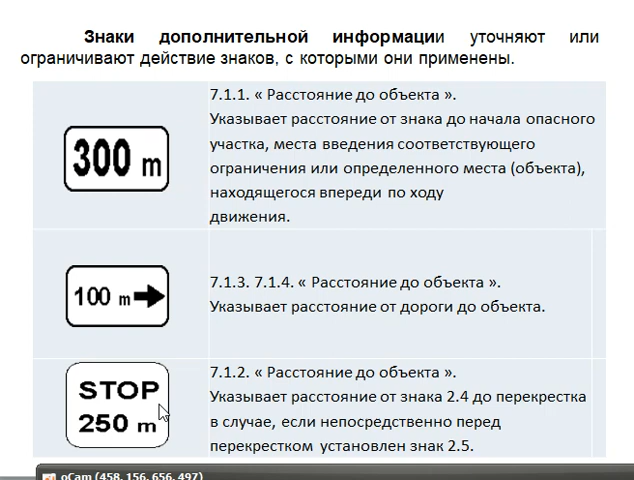 Знаки дополнительной информации уточняют или
ограничивают действие знаков, с которыми они применены.
300 m
7.1.1. « Расстояние до объекта ».
Указывает расстояние от знака до начала опасного
участка, места введения соответствующего
ограничения или определенного места (объекта),
находящегося впереди по ходу
движения.
100 m
7.1.3. 7.1.4. « Расстояние до объекта ».
Указывает расстояние от дороги до объекта.
STOP
250 m
7.1.2. « Расстояние до объекта ».
Указывает расстояние от знака 2.4 до перекрестка
в случае, если непосредственно перед
перекрестком установлен знак 2.5.
oCam (458, 156, 656, 497)